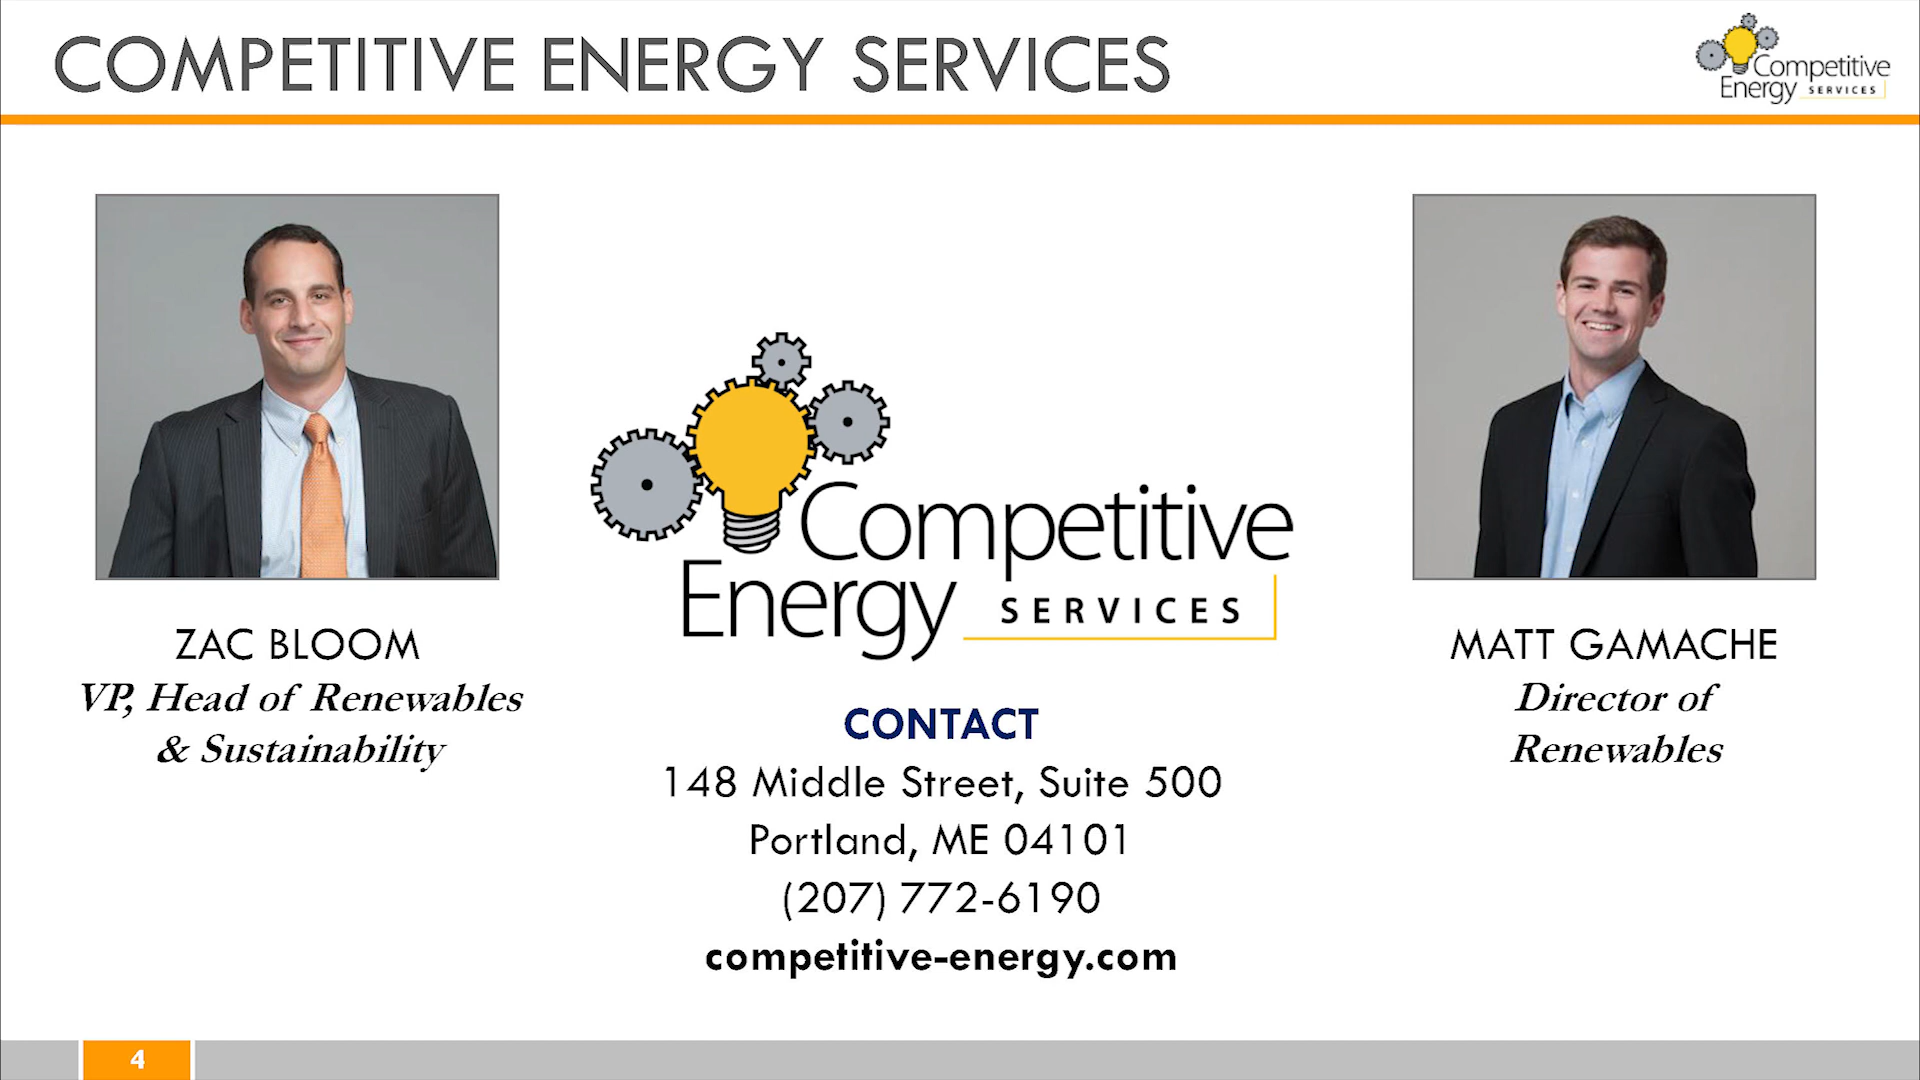 COMPETITIVE ENERGY SERVICES
Competitive
Energy SERVICES
Competitive
Energy SERVICES
ZAC BLOOM
VP, Head of Renewables
& Sustainability
CONTACT
148 Middle Street, Suite 500
Portland, ME 04101
(207) 772-6190
competitive-energy.com
MATT GAMACHE
Director of
Renewables
4